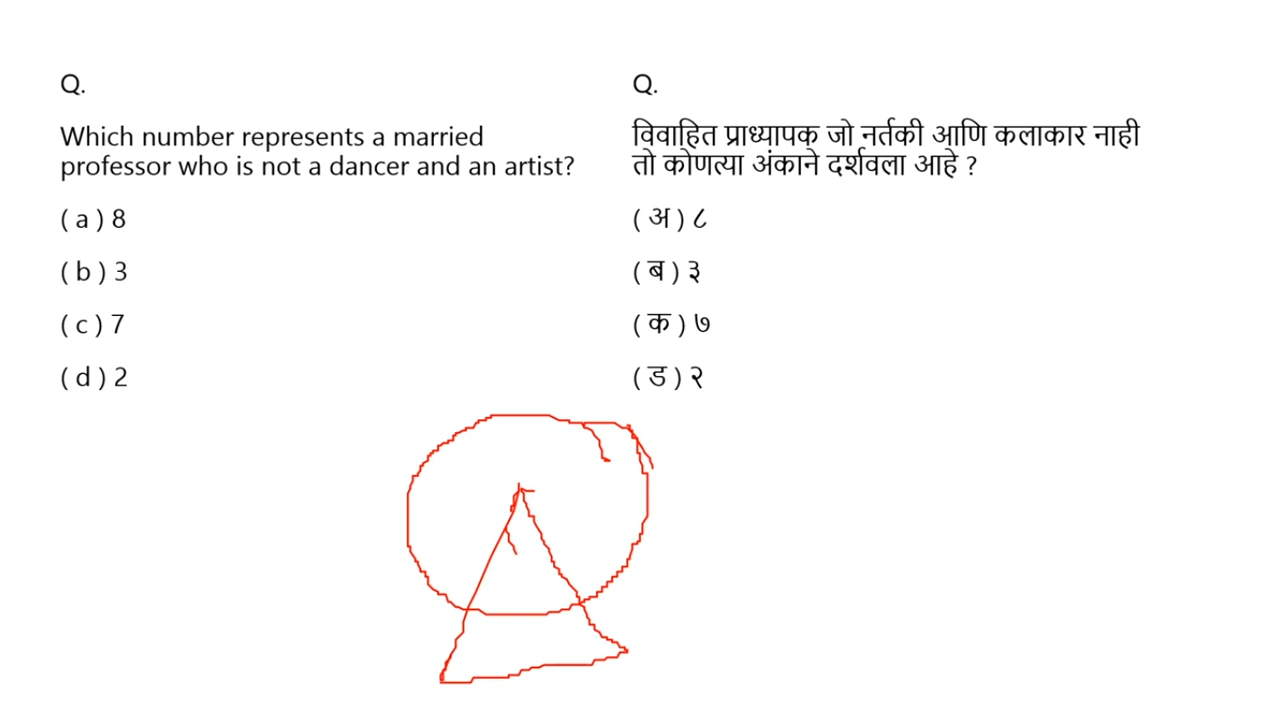 Q.
Which number represents a married
professor who is not a dancer and an artist?
( a ) 8
( b ) 3
( c ) 7
( d ) 2
Q.
विवाहित प्राध्यापक जो नर्तकी आणि कलाकार नाही
तो कोणत्या अंकाने दर्शवला आहे ?
( अ ) ८
( ब ) ३
( क ) ७
( ड ) २